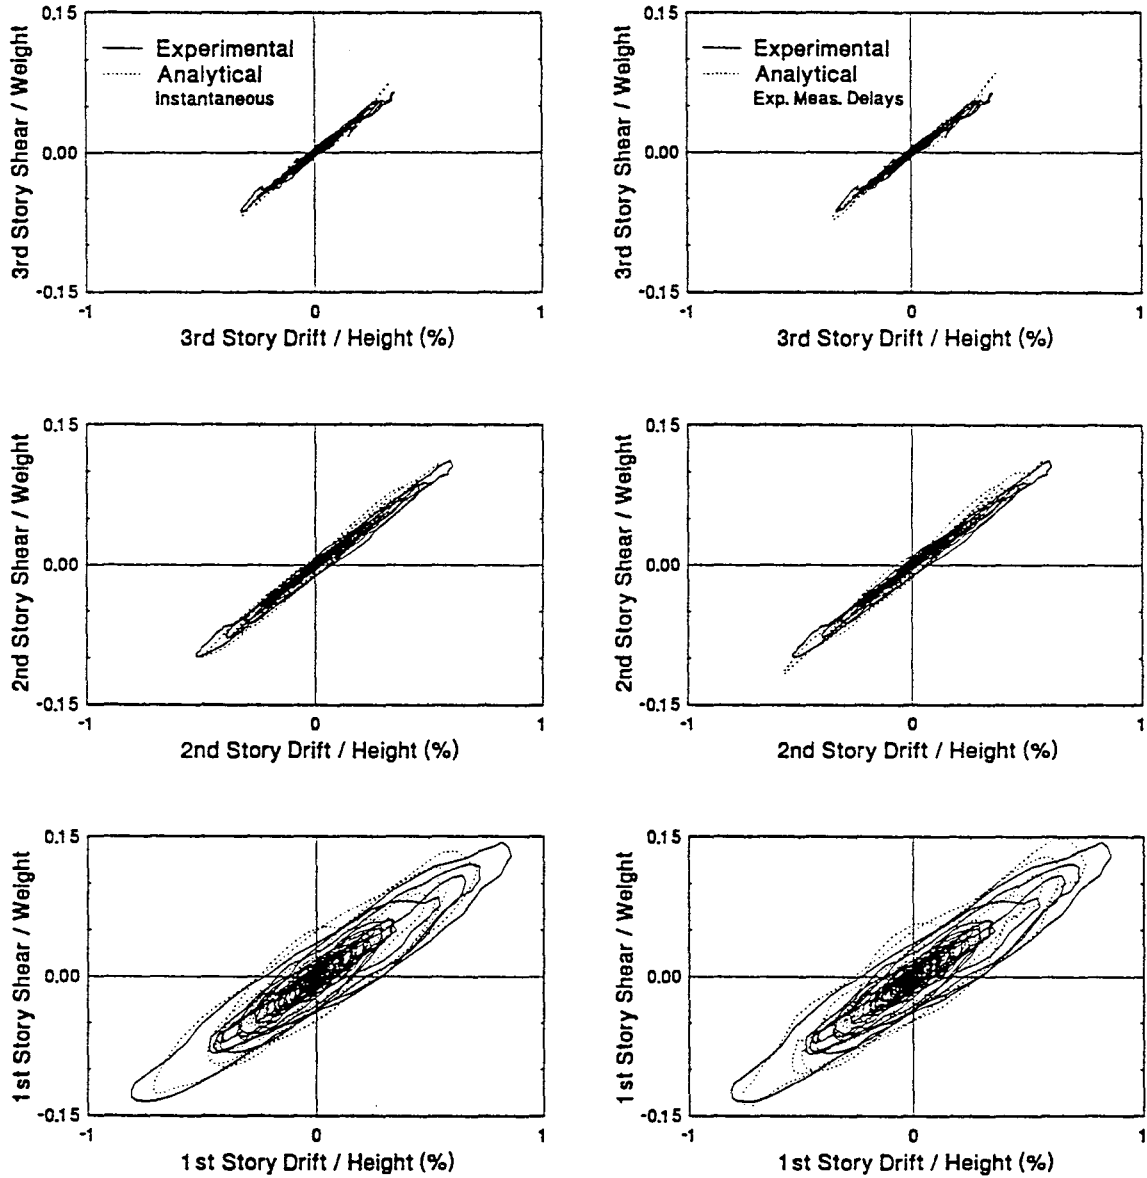 0.15
Experimental
Analytical
Instantaneous
3rd Story Shear / Weight
0.00
-0.15
-1
0
1
3rd Story Drift / Height (%)
0.15
Experimental
Analytical
Exp. Meas. Delays
3rd Story Shear / Weight
0.00
-0.15
-1
0
1
3rd Story Drift / Height (%)
0.15
2nd Story Shear / Weight
0.00
-0.15
-1
0
1
2nd Story Drift / Height (%)
0.15
2nd Story Shear / Weight
0.00
-0.15
-1
0
1
2nd Story Drift / Height (%)
0.15
1st Story Shear / Weight
0.00
-0.15
-1
0
1
1st Story Drift / Height (%)
0.15
1st Story Shear / Weight
0.00
-0.15
-1
0
1
1st Story Drift / Height (%)